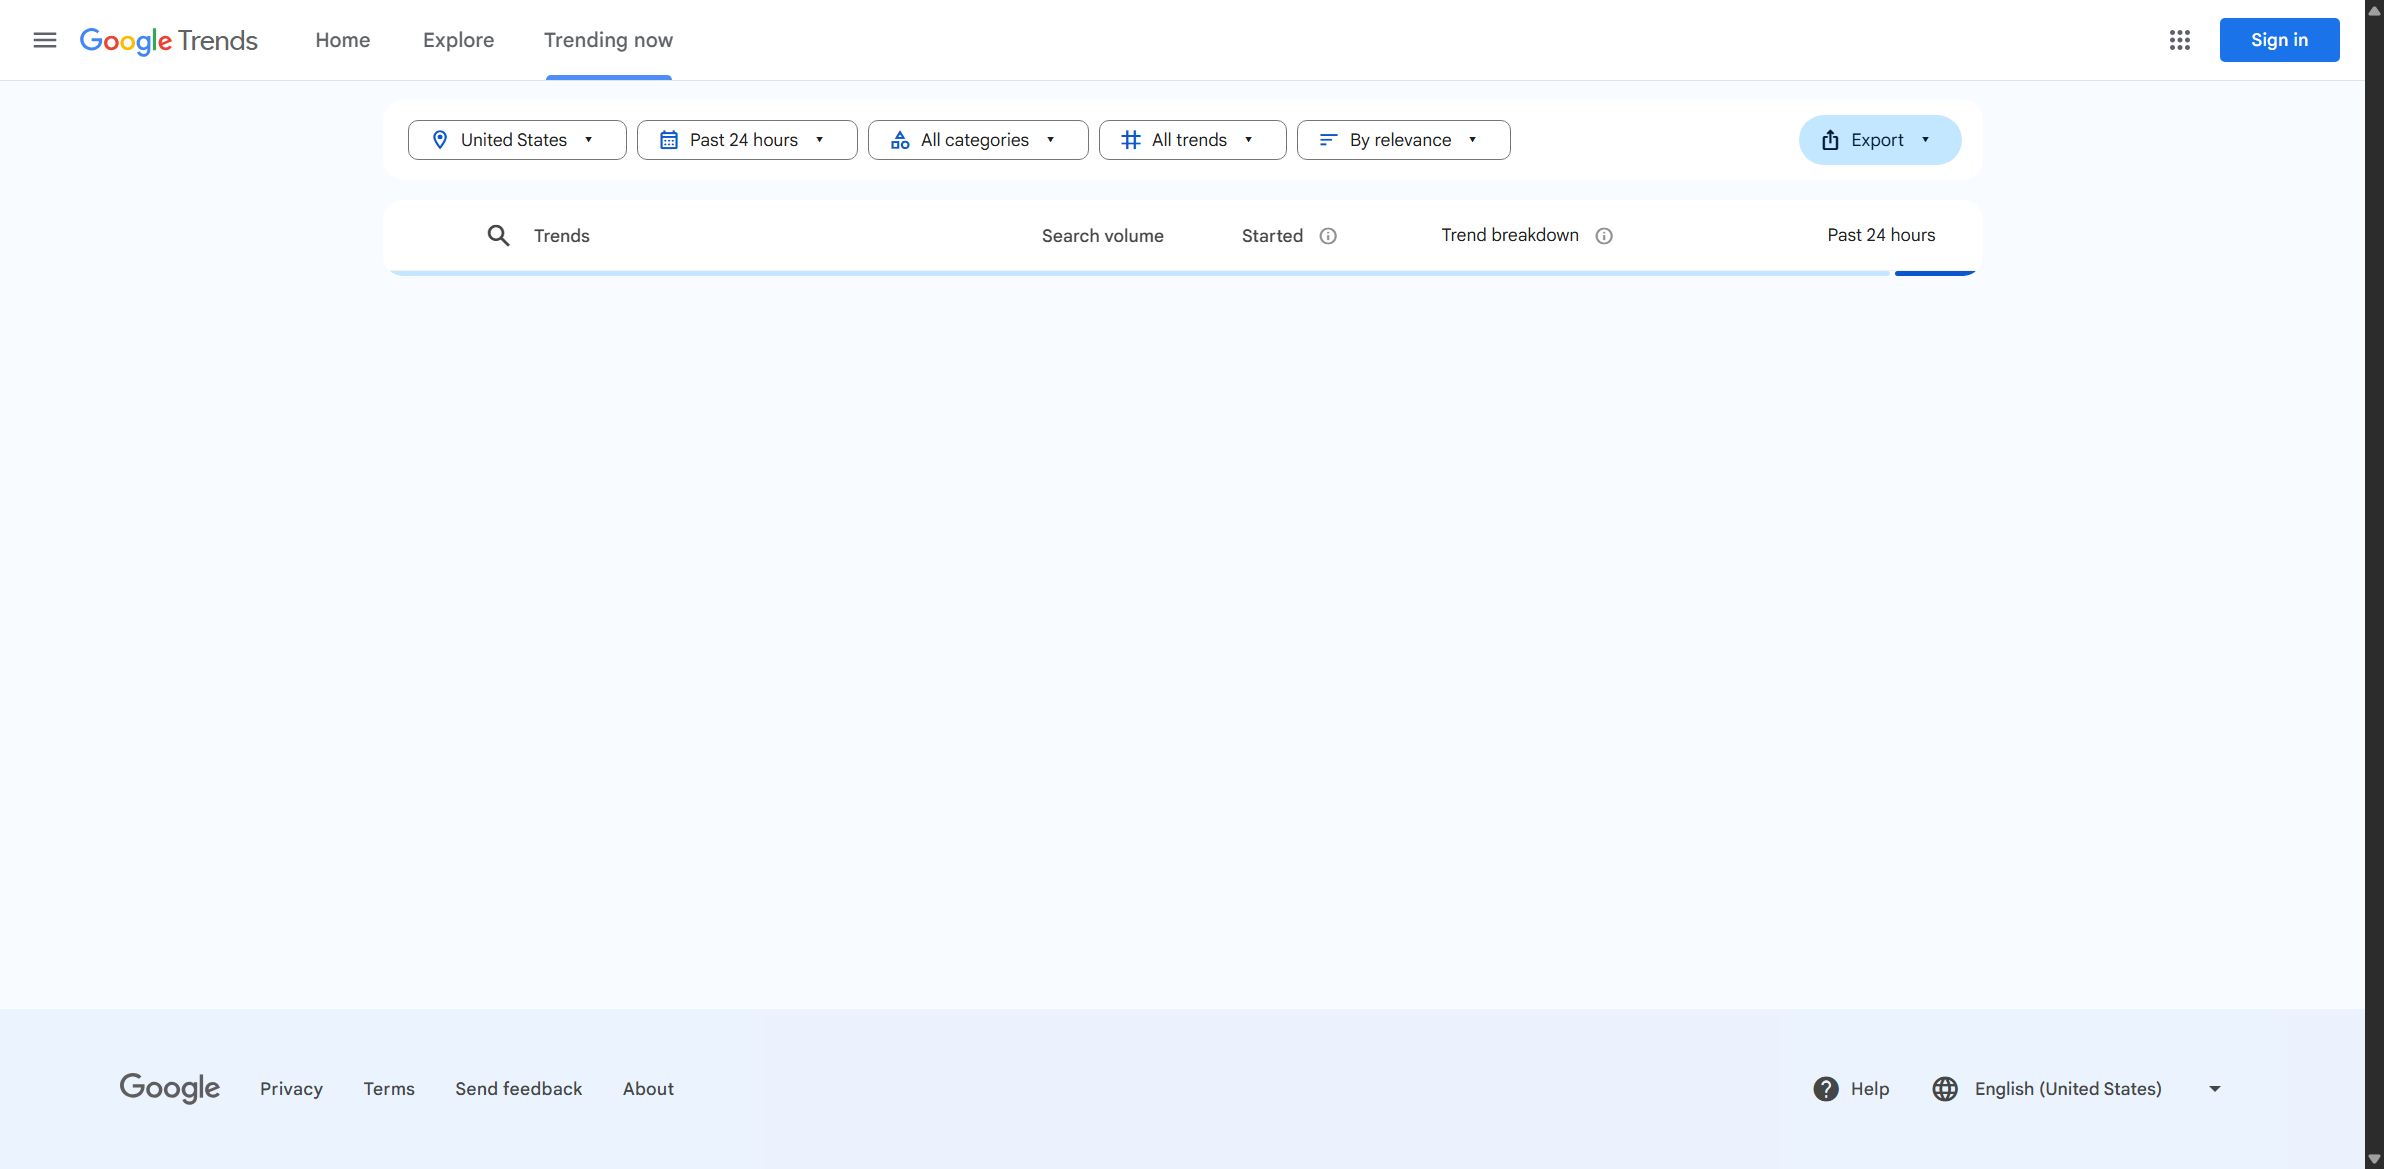 Google Trends Home Explore Trending now Sign in
United States Past 24 hours All categories All trends By relevance Export
Trends Search volume Started Trend breakdown Past 24 hours
Google Privacy Terms Send feedback About Help English (United States)